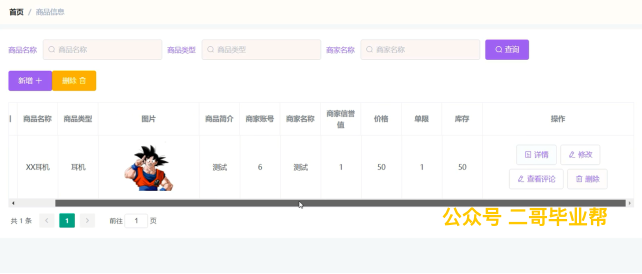 首页 / 商品信息
商品名称 商品名称 商品类型 商品类型 商家名称 商家名称 查询
新增 + 删除
商品名称 商品类型 图片 商品简介 商家账号 商家名称 商家信誉值 价格 单限 库存 操作
XX耳机 耳机 测试 6 测试 1 50 1 50 详情 修改
查看评论 删除
共 1 条 < 1 > 前往 1 页
公众号 二哥毕业帮